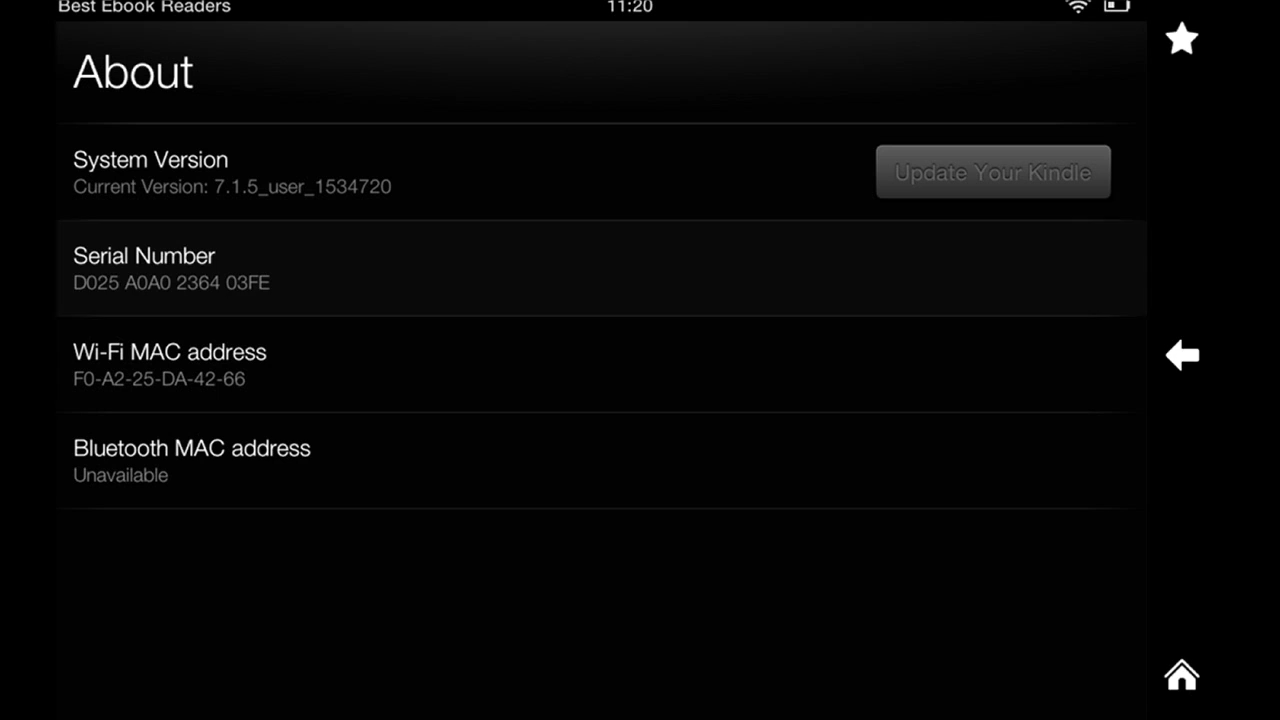 Best Ebook Readers 11:20
About
System Version
Current Version: 7.1.5_user_1534720
Update Your Kindle
Serial Number
D025 A0A0 2364 03FE
Wi-Fi MAC address
F0-A2-25-DA-42-66
Bluetooth MAC address
Unavailable